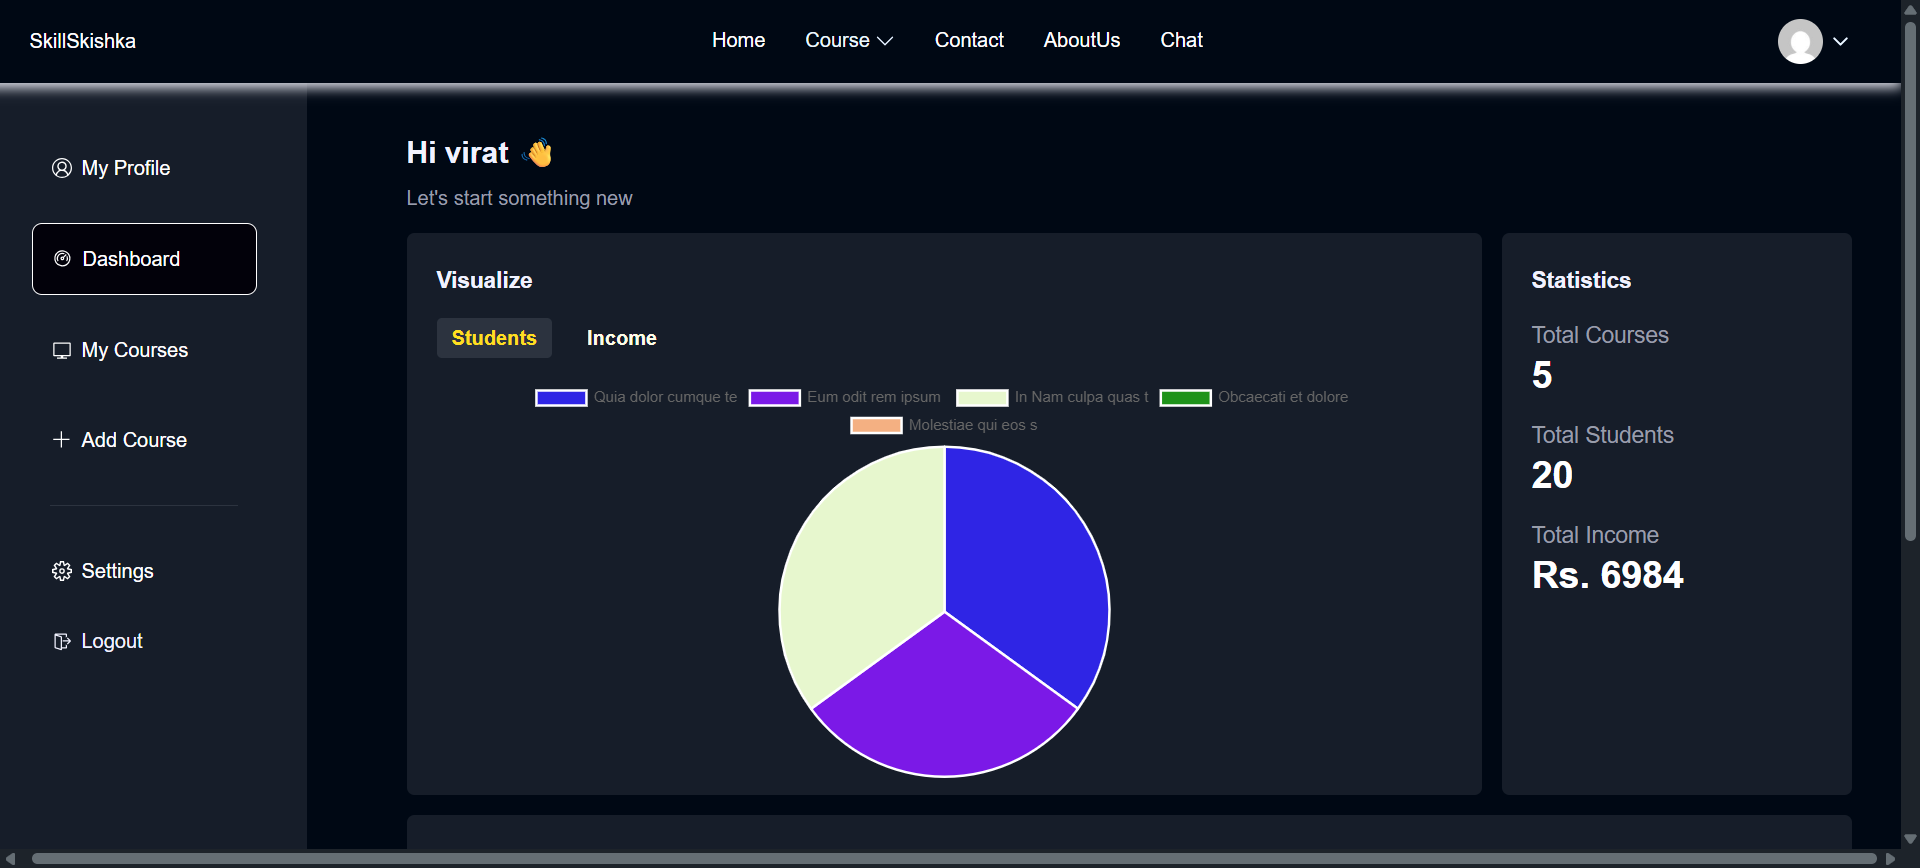 SkillSkishka
Home Course Contact AboutUs Chat
My Profile
Dashboard
My Courses
Add Course
Settings
Logout
Hi virat 👋
Let's start something new
Visualize
Students Income
Quia dolor cumque te Eum odit rem ipsum In Nam culpa quas t Obcaecati et dolore
Molestiae qui eos s
Statistics
Total Courses
5
Total Students
20
Total Income
Rs. 6984